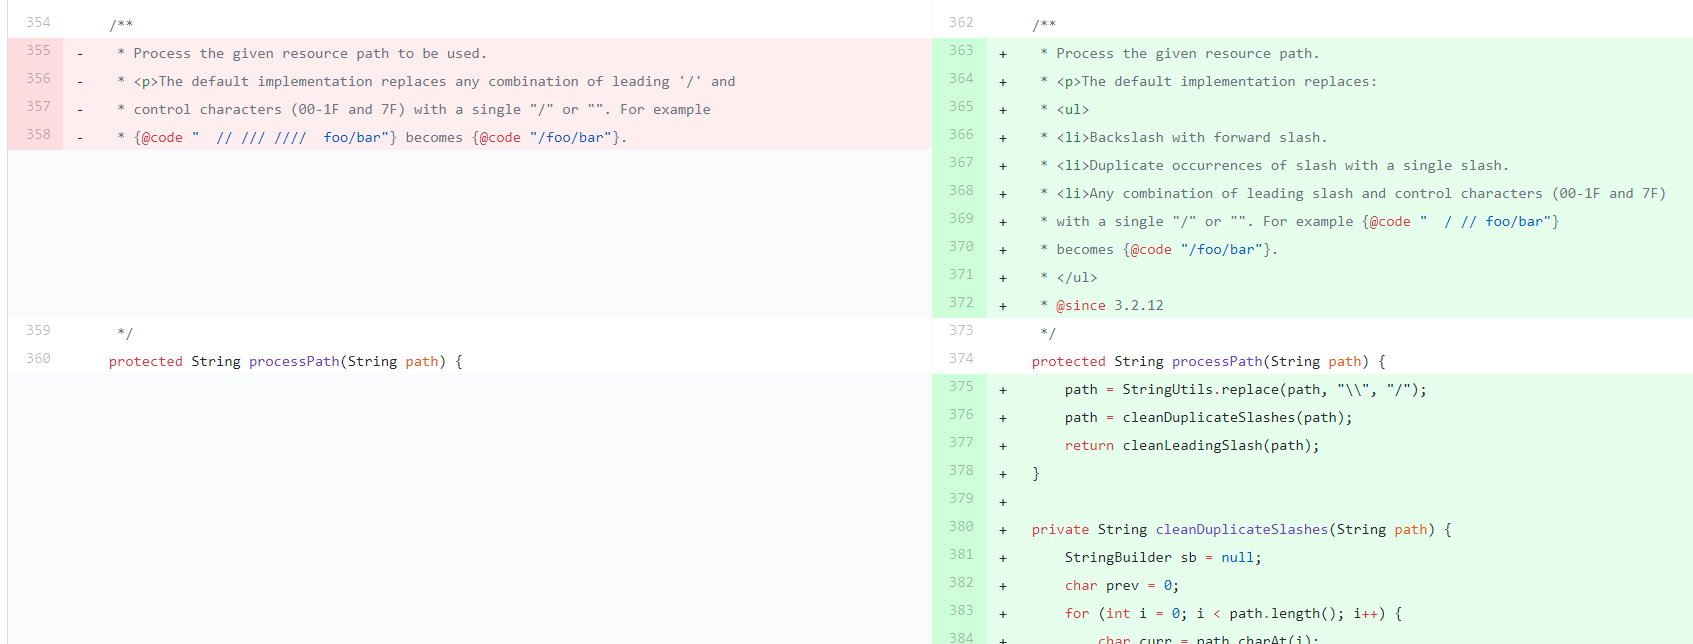 354 /**
355 - * Process the given resource path to be used.
356 - * <p>The default implementation replaces any combination of leading '/' and
357 - * control characters (00-1F and 7F) with a single "/" or "". For example
358 - * {@code "  // /// ////  foo/bar"} becomes {@code "/foo/bar"}.
359 */
360 protected String processPath(String path) {
362 /**
363 + * Process the given resource path.
364 + * <p>The default implementation replaces:
365 + * <ul>
366 + * <li>Backslash with forward slash.
367 + * <li>Duplicate occurrences of slash with a single slash.
368 + * <li>Any combination of leading slash and control characters (00-1F and 7F)
369 + * with a single "/" or "". For example {@code "  / // foo/bar"}
370 + * becomes {@code "/foo/bar"}.
371 + * </ul>
372 + * @since 3.2.12
373 */
374 protected String processPath(String path) {
375 + path = StringUtils.replace(path, "\\", "/");
376 + path = cleanDuplicateSlashes(path);
377 + return cleanLeadingSlash(path);
378 + }
379 +
380 + private String cleanDuplicateSlashes(String path) {
381 + StringBuilder sb = null;
382 + char prev = 0;
383 + for (int i = 0; i < path.length(); i++) {
384 + char curr = path.charAt(i);